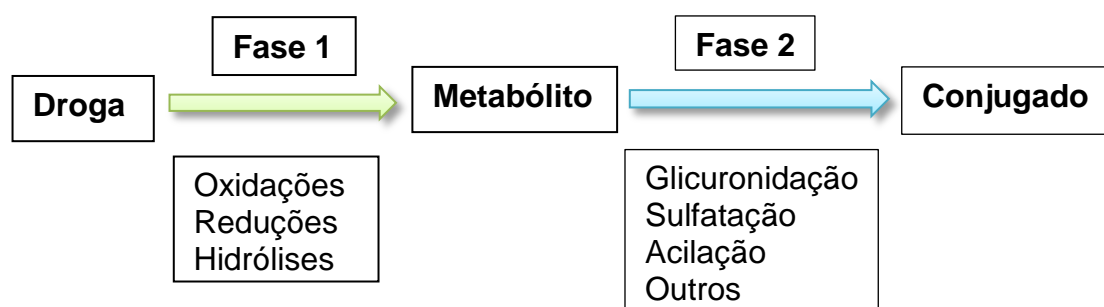 Fase 1
Fase 2
Droga
Metabólito
Conjugado
Oxidações
Reduções
Hidrólises
Glicuronidação
Sulfatação
Acilação
Outros